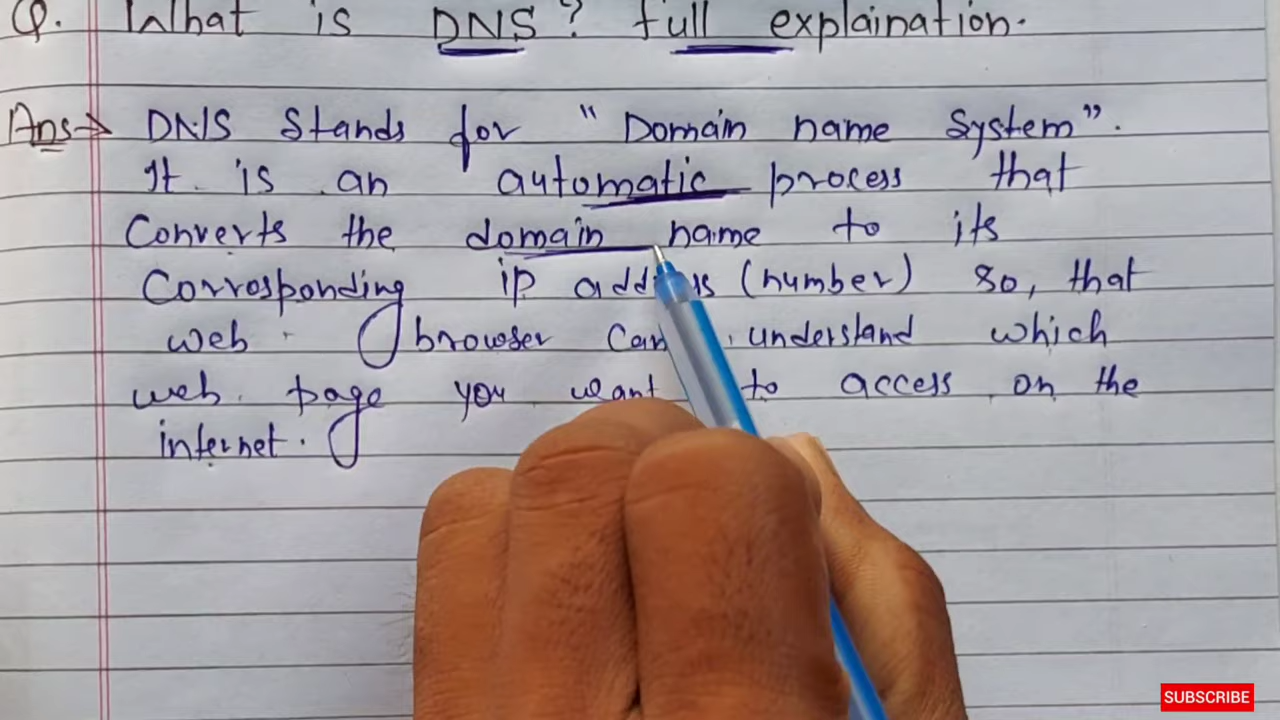 Q. What is DNS? full explaination.
Ans→ DNS Stands for "Domain name System".
It is an automatic process that
Converts the domain name to its
Corrosponding ip address (number) so, that
web browser can understand which
web page you want to access on the
internet.
SUBSCRIBE